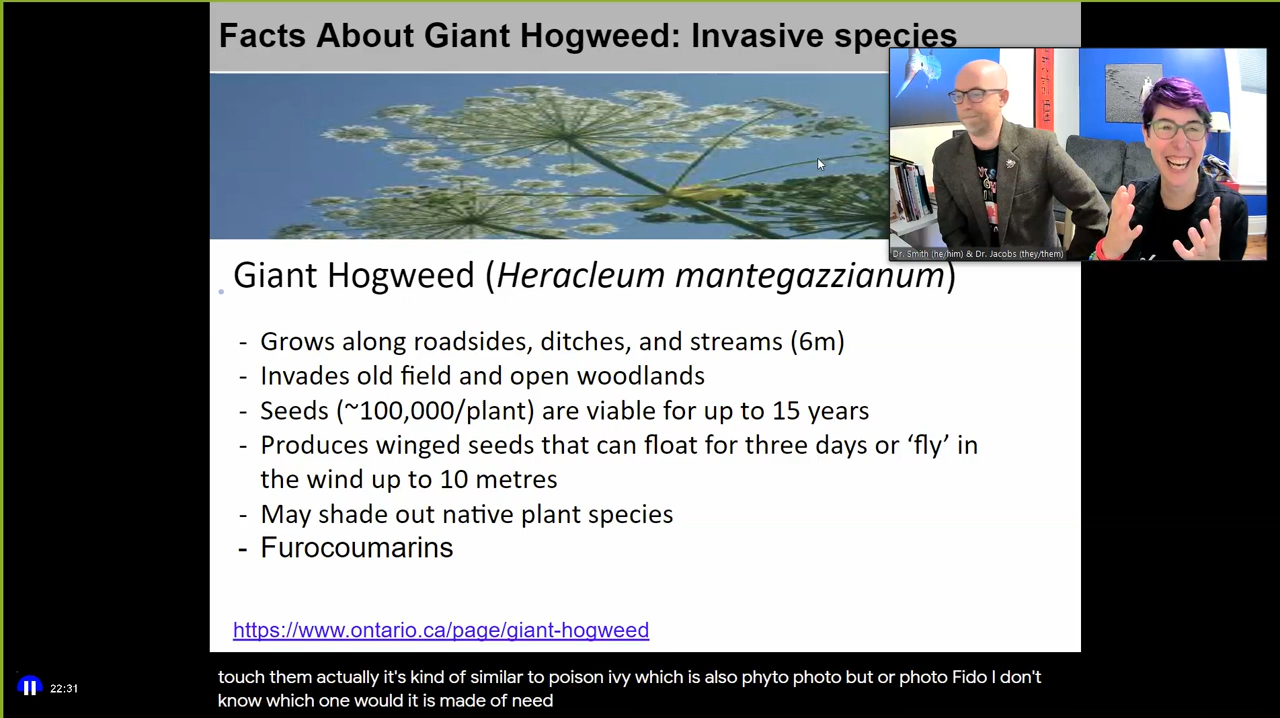 Facts About Giant Hogweed: Invasive species
Dr. Smith (he/him) & Dr. Jacobs (they/them)
Giant Hogweed (Heracleum mantegazzianum)
- Grows along roadsides, ditches, and streams (6m)
- Invades old field and open woodlands
- Seeds (~100,000/plant) are viable for up to 15 years
- Produces winged seeds that can float for three days or ‘fly’ in
the wind up to 10 metres
- May shade out native plant species
- Furocoumarins
https://www.ontario.ca/page/giant-hogweed
touch them actually it's kind of similar to poison ivy which is also phyto photo but or photo Fido I don't
know which one would it is made of need
22:31